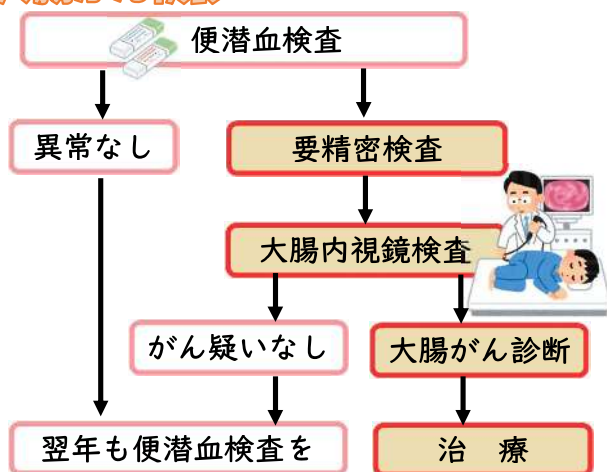 便潜血検査
異常なし
要精密検査
大腸内視鏡検査
がん疑いなし
大腸がん診断
翌年も便潜血検査を
治 療